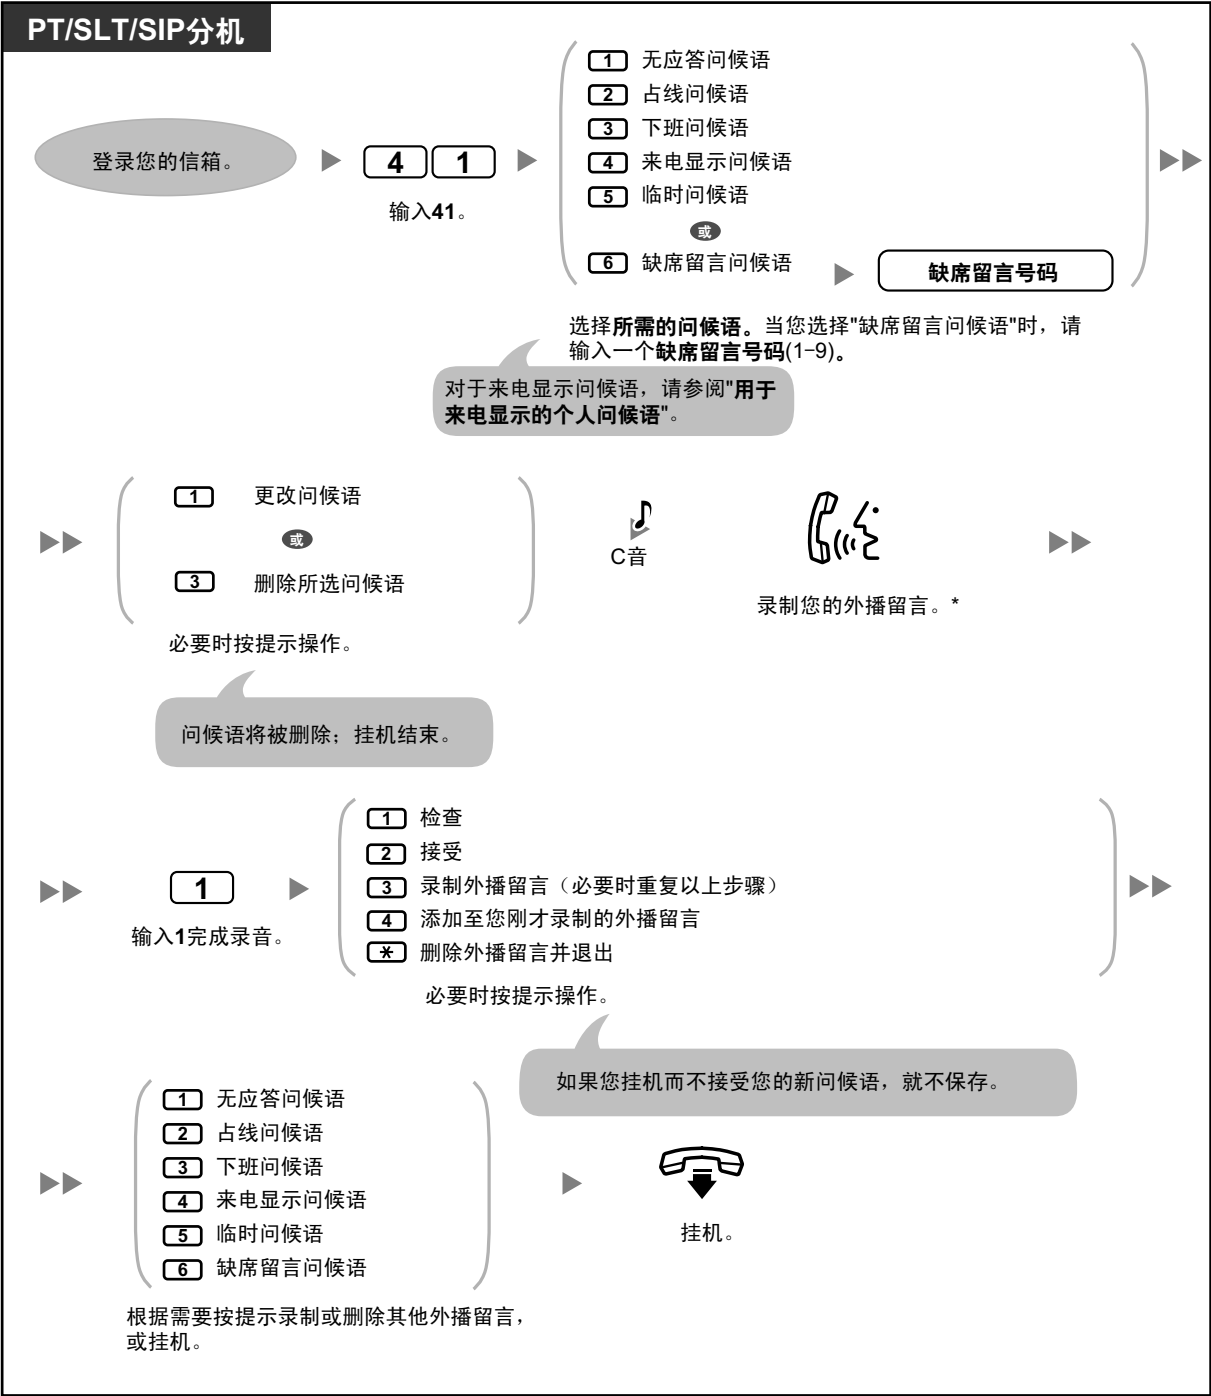 PT/SLT/SIP分机
登录您的信箱。
4 1
输入41。
1 无应答问候语
2 占线问候语
3 下班问候语
4 来电显示问候语
5 临时问候语
或
6 缺席留言问候语
缺席留言号码
选择所需的问候语。当您选择"缺席留言问候语"时，请
输入一个缺席留言号码(1-9)。
对于来电显示问候语，请参阅"用于
来电显示的个人问候语"。
1 更改问候语
或
3 删除所选问候语
必要时按提示操作。
问候语将被删除；挂机结束。
C音
录制您的外播留言。*
1
输入1完成录音。
1 检查
2 接受
3 录制外播留言（必要时重复以上步骤）
4 添加至您刚才录制的外播留言
* 删除外播留言并退出
必要时按提示操作。
如果您挂机而不接受您的新问候语，就不保存。
1 无应答问候语
2 占线问候语
3 下班问候语
4 来电显示问候语
5 临时问候语
6 缺席留言问候语
根据需要按提示录制或删除其他外播留言，
或挂机。
挂机。